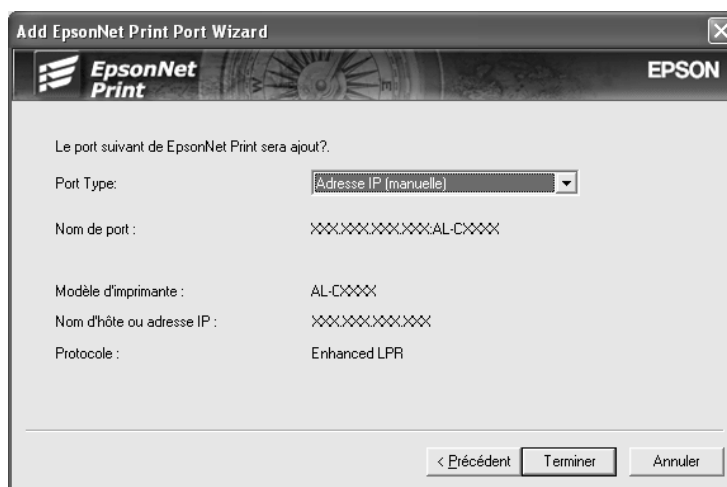 Add EpsonNet Print Port Wizard
EpsonNet
Print
EPSON
Le port suivant de EpsonNet Print sera ajout?.
Port Type:
Adresse IP (manuelle)
Nom de port :
XXX.XXX.XXX.XXX:AL-CXXXX
Modèle d'imprimante :
AL-CXXXX
Nom d'hôte ou adresse IP :
XXX.XXX.XXX.XXX
Protocole :
Enhanced LPR
< Précédent
Terminer
Annuler